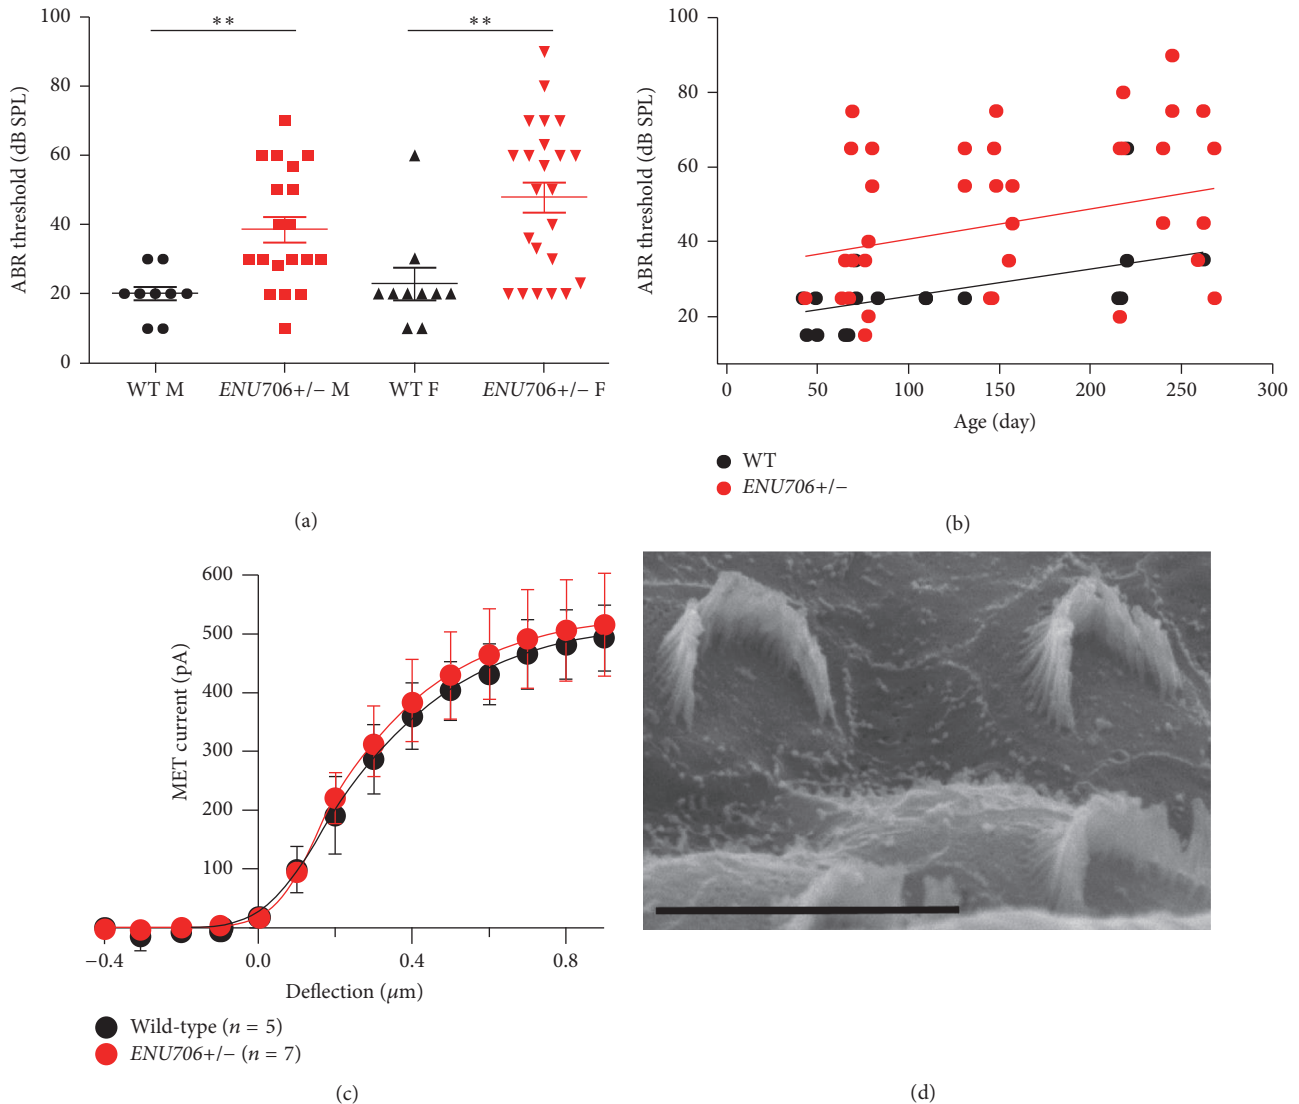 100
80
60
40
20
0
ABR threshold (dB SPL)
**
**
WT M
ENU706+/− M
WT F
ENU706+/− F
(a)
100
80
60
40
20
ABR threshold (dB SPL)
0
50
100
150
200
250
300
Age (day)
WT
ENU706+/−
(b)
600
500
400
300
200
100
MET current (pA)
−0.4
0.0
0.4
0.8
Deflection (μm)
Wild-type (n = 5)
ENU706+/− (n = 7)
(c)
(d)